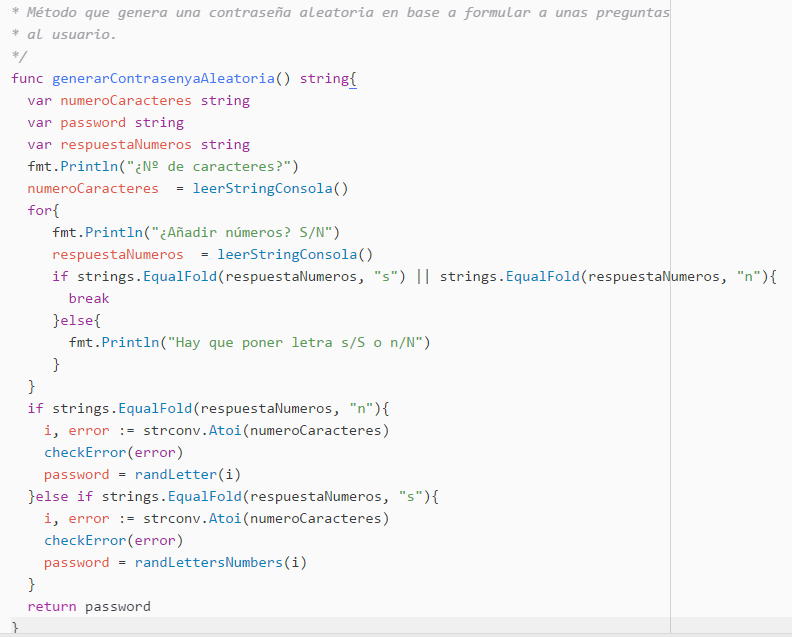 * Método que genera una contraseña aleatoria en base a formular a unas preguntas
* al usuario.
*/
func generarContrasenyaAleatoria() string{
  var numeroCaracteres string
  var password string
  var respuestaNumeros string
  fmt.Println("¿Nº de caracteres?")
  numeroCaracteres  = leerStringConsola()
  for{
     fmt.Println("¿Añadir números? S/N")
     respuestaNumeros  = leerStringConsola()
     if strings.EqualFold(respuestaNumeros, "s") || strings.EqualFold(respuestaNumeros, "n"){
       break
     }else{
       fmt.Println("Hay que poner letra s/S o n/N")
     }
  }
  if strings.EqualFold(respuestaNumeros, "n"){
    i, error := strconv.Atoi(numeroCaracteres)
    checkError(error)
    password = randLetter(i)
  }else if strings.EqualFold(respuestaNumeros, "s"){
    i, error := strconv.Atoi(numeroCaracteres)
    checkError(error)
    password = randLettersNumbers(i)
  }
  return password
}